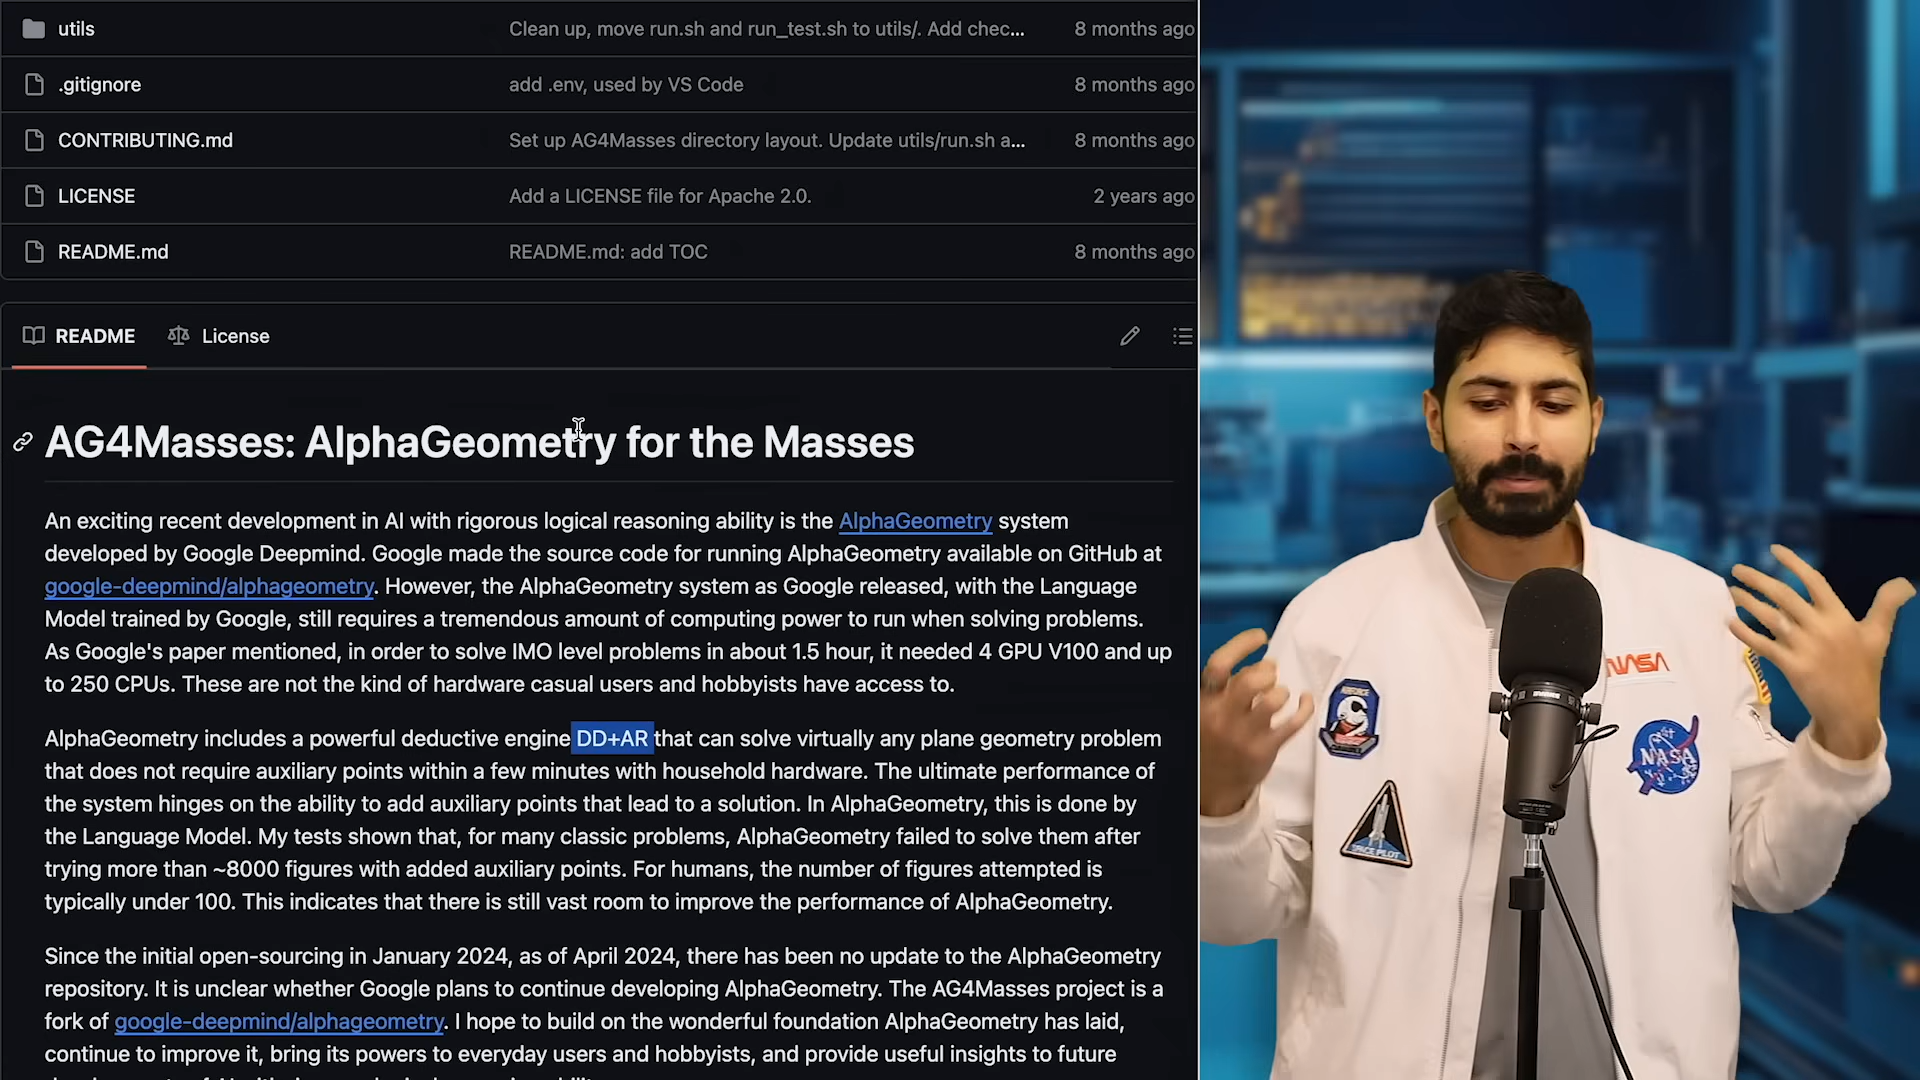 utils Clean up, move run.sh and run_test.sh to utils/. Add chec... 8 months ago
.gitignore add .env, used by VS Code 8 months ago
CONTRIBUTING.md Set up AG4Masses directory layout. Update utils/run.sh a... 8 months ago
LICENSE Add a LICENSE file for Apache 2.0. 2 years ago
README.md README.md: add TOC 8 months ago
README License
AG4Masses: AlphaGeometry for the Masses
An exciting recent development in AI with rigorous logical reasoning ability is the AlphaGeometry system
developed by Google Deepmind. Google made the source code for running AlphaGeometry available on GitHub at
google-deepmind/alphageometry. However, the AlphaGeometry system as Google released, with the Language
Model trained by Google, still requires a tremendous amount of computing power to run when solving problems.
As Google's paper mentioned, in order to solve IMO level problems in about 1.5 hour, it needed 4 GPU V100 and up
to 250 CPUs. These are not the kind of hardware casual users and hobbyists have access to.
AlphaGeometry includes a powerful deductive engine DD+AR that can solve virtually any plane geometry problem
that does not require auxiliary points within a few minutes with household hardware. The ultimate performance of
the system hinges on the ability to add auxiliary points that lead to a solution. In AlphaGeometry, this is done by
the Language Model. My tests shown that, for many classic problems, AlphaGeometry failed to solve them after
trying more than ~8000 figures with added auxiliary points. For humans, the number of figures attempted is
typically under 100. This indicates that there is still vast room to improve the performance of AlphaGeometry.
Since the initial open-sourcing in January 2024, as of April 2024, there has been no update to the AlphaGeometry
repository. It is unclear whether Google plans to continue developing AlphaGeometry. The AG4Masses project is a
fork of google-deepmind/alphageometry. I hope to build on the wonderful foundation AlphaGeometry has laid,
continue to improve it, bring its powers to everyday users and hobbyists, and provide useful insights to future
NASA
NASA
SPACE PILOT